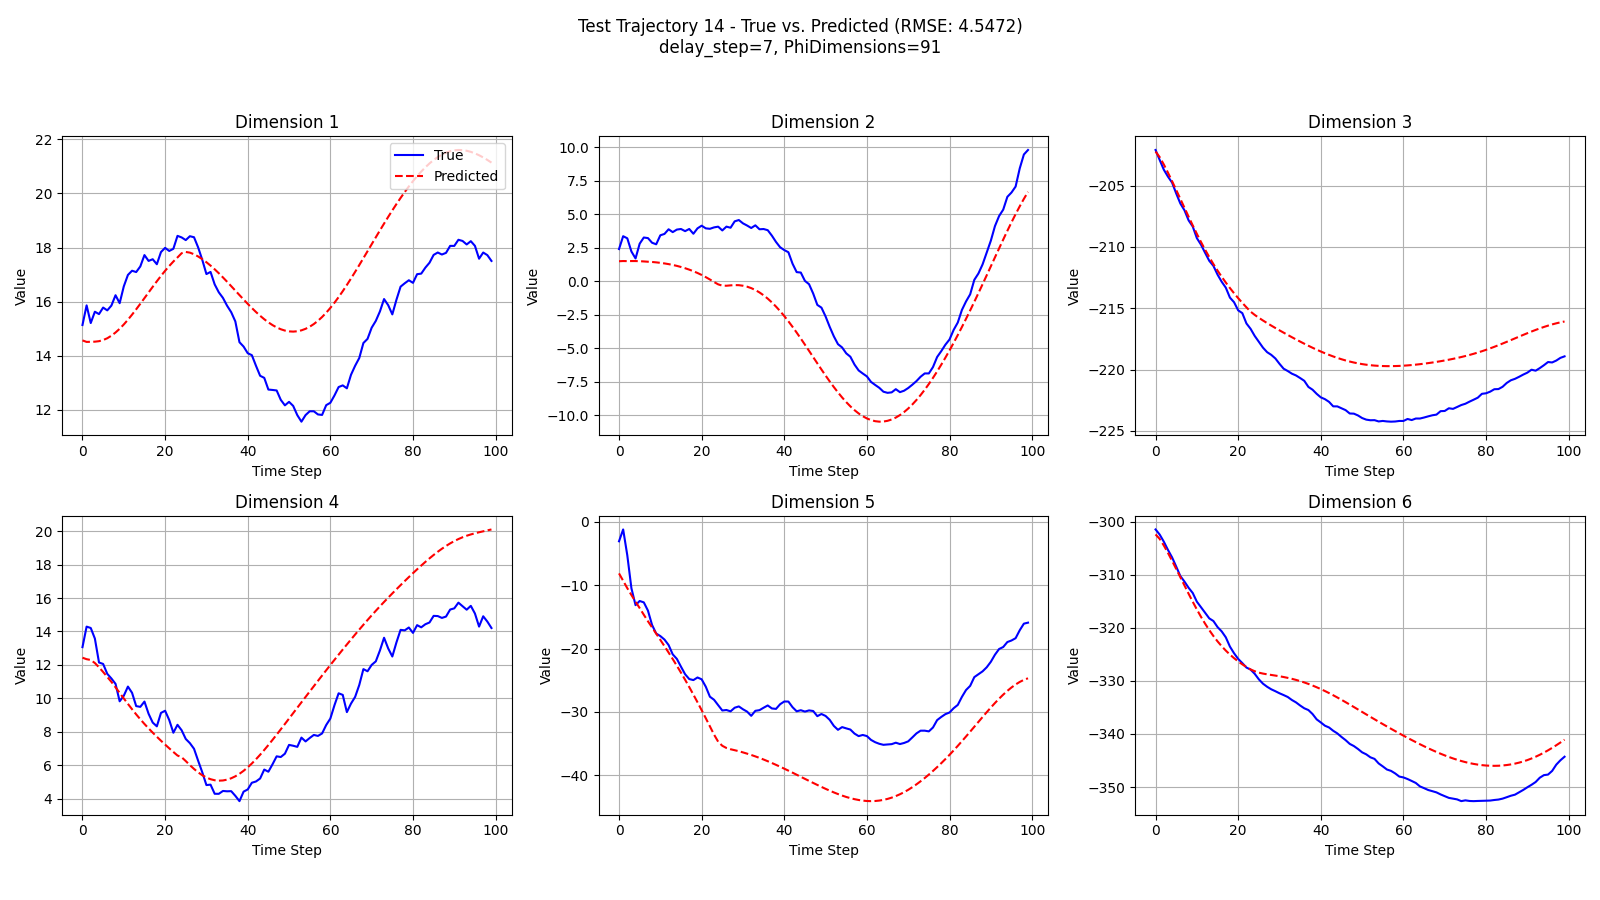 Test Trajectory 14 - True vs. Predicted (RMSE: 4.5472)
delay_step=7, PhiDimensions=91
Dimension 1
Value
22
20
18
16
14
12
0 20 40 60 80 100
Time Step
True
Predicted
Dimension 2
Value
10.0
7.5
5.0
2.5
0.0
−2.5
−5.0
−7.5
−10.0
0 20 40 60 80 100
Time Step
Dimension 3
Value
−205
−210
−215
−220
−225
0 20 40 60 80 100
Time Step
Dimension 4
Value
20
18
16
14
12
10
8
6
4
0 20 40 60 80 100
Time Step
Dimension 5
Value
0
−10
−20
−30
−40
0 20 40 60 80 100
Time Step
Dimension 6
Value
−300
−310
−320
−330
−340
−350
0 20 40 60 80 100
Time Step